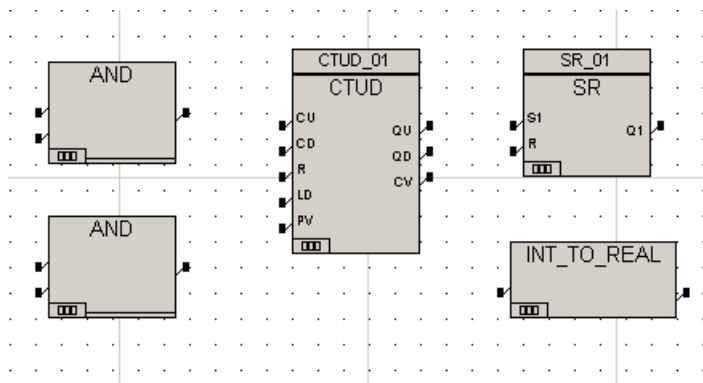 AND
AND
CTUD_01
CTUD
CU
CD
R
LD
PV
QU
QD
CV
SR_01
SR
S1
R
Q1
INT_TO_REAL